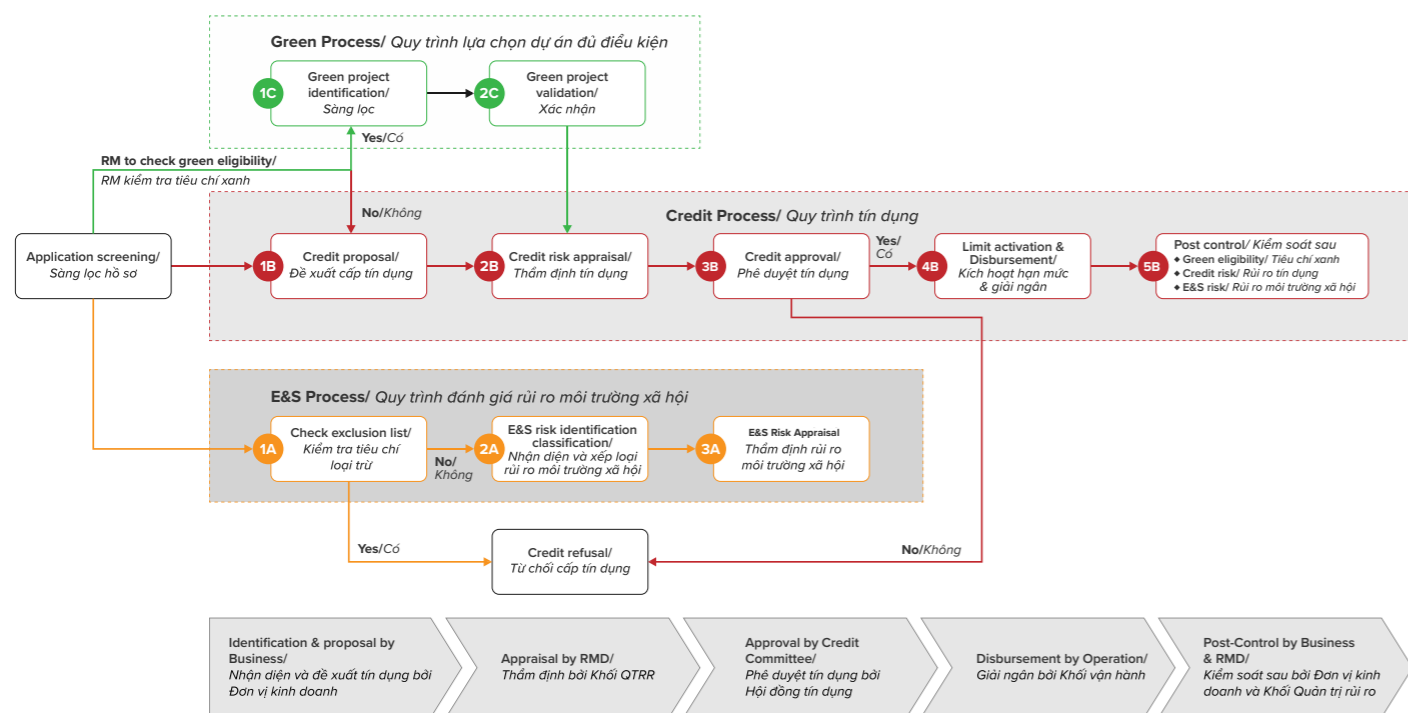 Green Process/ Quy trình lựa chọn dự án đủ điều kiện
1C
Green project
identification/
Sàng lọc
2C
Green project
validation/
Xác nhận
Yes/Có
RM to check green eligibility/
RM kiểm tra tiêu chí xanh
No/Không
Credit Process/ Quy trình tín dụng
Application screening/
Sàng lọc hồ sơ
1B
Credit proposal/
Đề xuất cấp tín dụng
2B
Credit risk appraisal/
Thẩm định tín dụng
3B
Credit approval/
Phê duyệt tín dụng
Yes/
Có
4B
Limit activation &
Disbursement/
Kích hoạt hạn mức
& giải ngân
5B
Post control/ Kiểm soát sau
◆ Green eligibility/ Tiêu chí xanh
◆ Credit risk/ Rủi ro tín dụng
◆ E&S risk/ Rủi ro môi trường xã hội
E&S Process/ Quy trình đánh giá rủi ro môi trường xã hội
1A
Check exclusion list/
Kiểm tra tiêu chí
loại trừ
No/
Không
2A
E&S risk identification
classification/
Nhận diện và xếp loại
rủi ro môi trường xã hội
3A
E&S Risk Appraisal
Thẩm định rủi ro
môi trường xã hội
Yes/Có
Credit refusal/
Từ chối cấp tín dụng
No/Không
Identification & proposal by
Business/
Nhận diện và đề xuất tín dụng bởi
Đơn vị kinh doanh
Appraisal by RMD/
Thẩm định bởi Khối QTRR
Approval by Credit
Committee/
Phê duyệt tín dụng bởi
Hội đồng tín dụng
Disbursement by Operation/
Giải ngân bởi Khối vận hành
Post-Control by Business
& RMD/
Kiểm soát sau bởi Đơn vị kinh
doanh và Khối Quản trị rủi ro